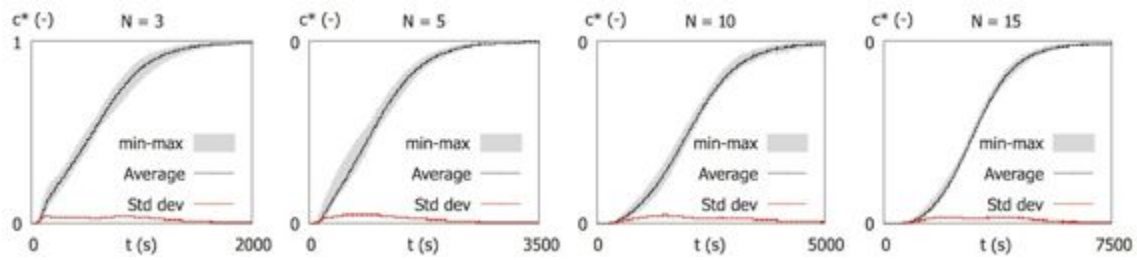 c* (-) N = 3
1
min-max
Average
Std dev
0
0 t (s) 2000
c* (-) N = 5
0
min-max
Average
Std dev
0
0 t (s) 3500
c* (-) N = 10
0
min-max
Average
Std dev
0
0 t (s) 5000
c* (-) N = 15
0
min-max
Average
Std dev
0
0 t (s) 7500